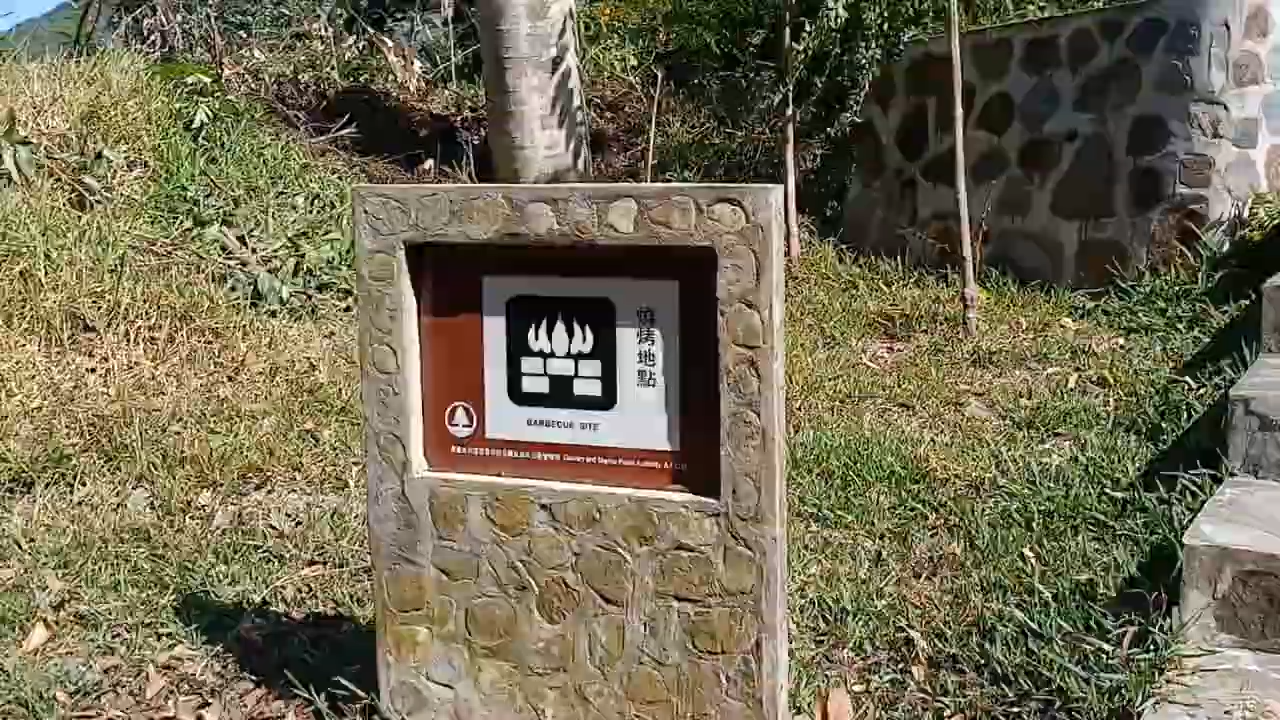 燒烤地點
BARBECUE SITE
Country and Marine Parks Authority, A.F.C.D.